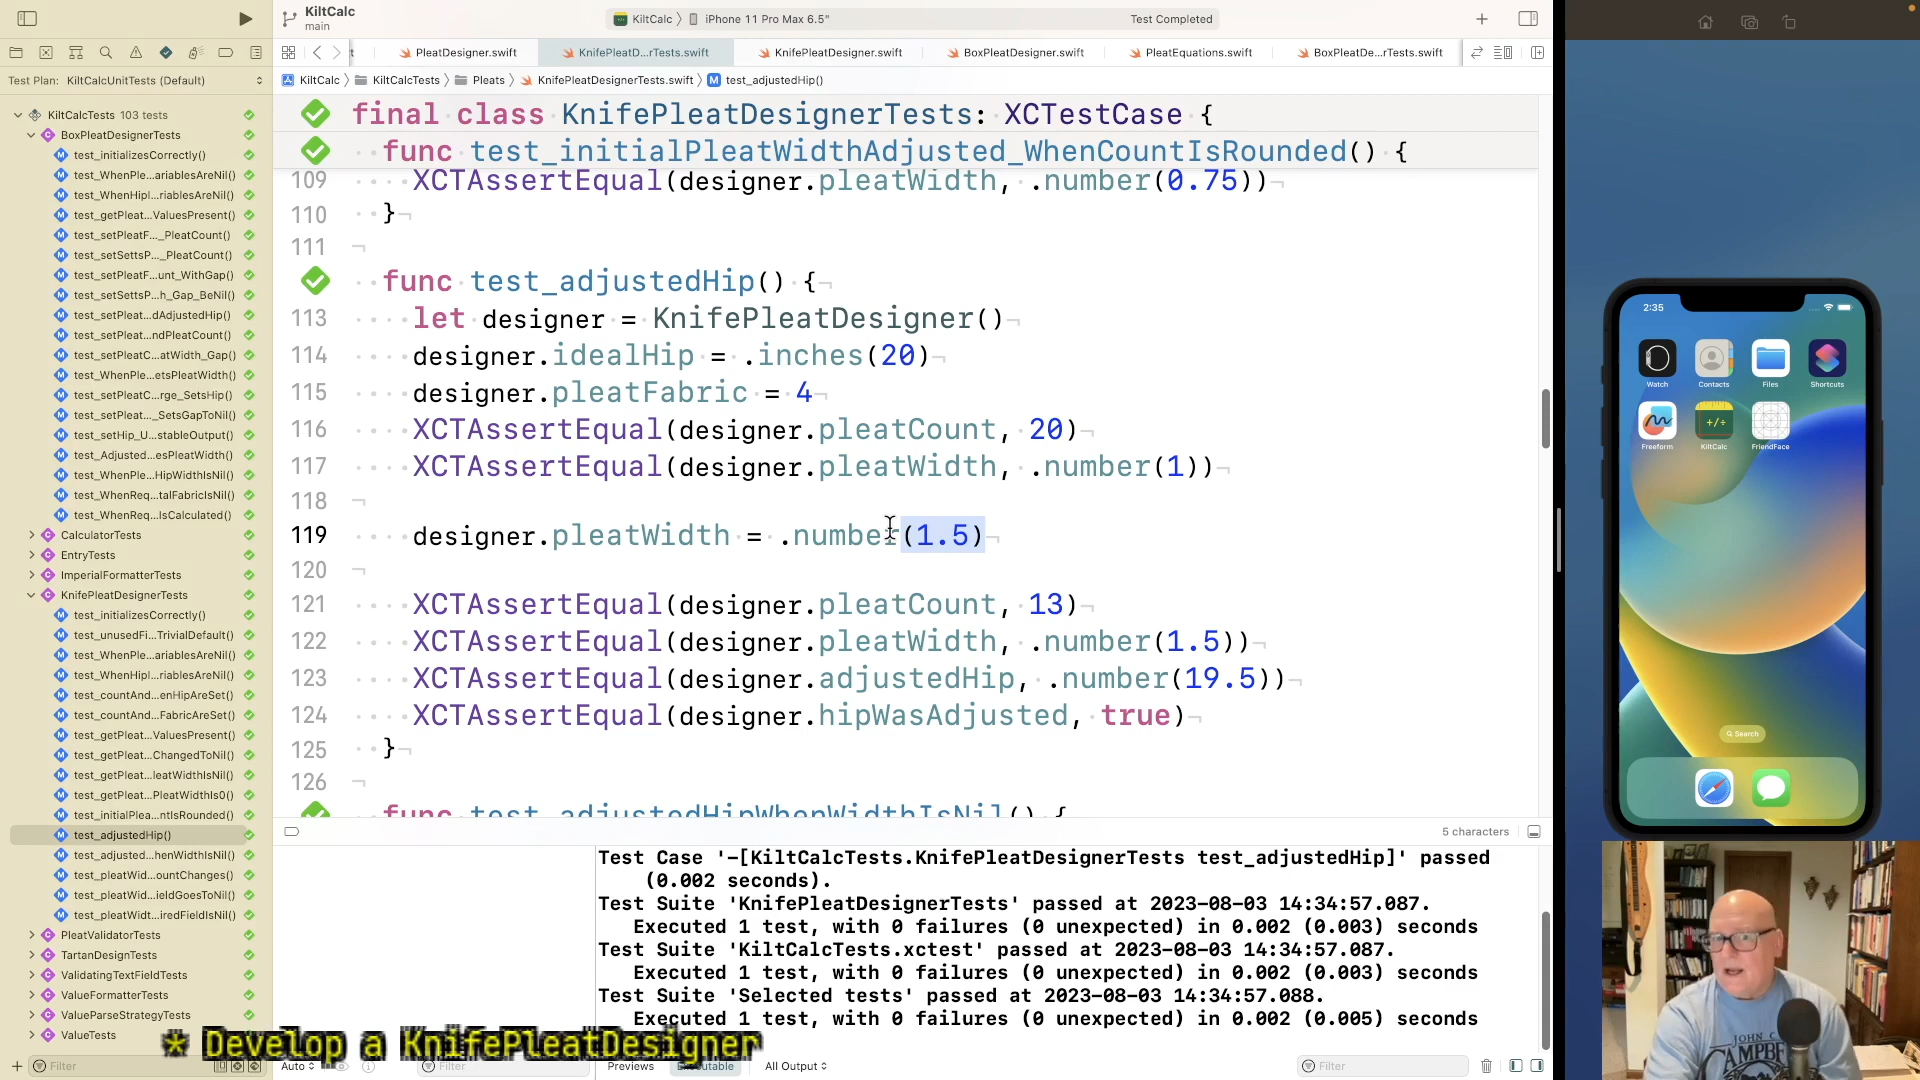 KiltCalc
main
KiltCalc
iPhone 11 Pro Max 6.5"
Test Completed
t
PleatDesigner.swift
KnifePleatD...rTests.swift
KnifePleatDesigner.swift
BoxPleatDesigner.swift
PleatEquations.swift
BoxPleatDe...rTests.swift
Test Plan: KiltCalcUnitTests (Default)
KiltCalc
KiltCalcTests
Pleats
KnifePleatDesignerTests.swift
M test_adjustedHip()
KiltCalcTests 103 tests
C BoxPleatDesignerTests
M test_initializesCorrectly()
M test_WhenPle...ariablesAreNil()
M test_WhenHipI...riablesAreNil()
M test_getPleat...ValuesPresent()
M test_setPleatF..._PleatCount()
M test_setSettsP..._PleatCount()
M test_setPleatF...unt_WithGap()
M test_setSettsP...h_Gap_BeNil()
M test_setPleat...dAdjustedHip()
M test_setPleat...ndPleatCount()
M test_setPleatC...atWidth_Gap()
M test_WhenPle...etsPleatWidth()
M test_setPleatC...rge_SetsHip()
M test_setPleat..._SetsGapToNil()
M test_setHip_U...stableOutput()
M test_Adjusted...esPleatWidth()
M test_WhenPle...HipWidthIsNil()
M test_WhenReq...talFabricIsNil()
M test_WhenReq...IsCalculated()
C CalculatorTests
C EntryTests
C ImperialFormatterTests
C KnifePleatDesignerTests
M test_initializesCorrectly()
M test_unusedFi...TrivialDefault()
M test_WhenPle...ariablesAreNil()
M test_WhenHipI...riablesAreNil()
M test_countAnd...enHipAreSet()
M test_countAnd...FabricAreSet()
M test_getPleat...ValuesPresent()
M test_getPleat...ChangedToNil()
M test_getPleat...leatWidthIsNil()
M test_getPleat...PleatWidthIs0()
M test_initialPlea...ntIsRounded()
M test_adjustedHip()
M test_adjusted...henWidthIsNil()
M test_pleatWid...ountChanges()
M test_pleatWid...ieldGoesToNil()
M test_pleatWidt...iredFieldIsNil()
C PleatValidatorTests
C TartanDesignTests
C ValidatingTextFieldTests
C ValueFormatterTests
C ValueParseStrategyTests
C ValueTests
Filter
final class KnifePleatDesignerTests: XCTestCase {
func test_initialPleatWidthAdjusted_WhenCountIsRounded() {
109 XCTAssertEqual(designer.pleatWidth, .number(0.75))
110 }
111
func test_adjustedHip() {
113 let designer = KnifePleatDesigner()
114 designer.idealHip = .inches(20)
115 designer.pleatFabric = 4
116 XCTAssertEqual(designer.pleatCount, 20)
117 XCTAssertEqual(designer.pleatWidth, .number(1))
118
119 designer.pleatWidth = .number(1.5)
120
121 XCTAssertEqual(designer.pleatCount, 13)
122 XCTAssertEqual(designer.pleatWidth, .number(1.5))
123 XCTAssertEqual(designer.adjustedHip, .number(19.5))
124 XCTAssertEqual(designer.hipWasAdjusted, true)
125 }
126
func test_adjustedHipWhenWidthIsNil() {
5 characters
Test Case '-[KiltCalcTests.KnifePleatDesignerTests test_adjustedHip]' passed
(0.002 seconds).
Test Suite 'KnifePleatDesignerTests' passed at 2023-08-03 14:34:57.087.
Executed 1 test, with 0 failures (0 unexpected) in 0.002 (0.003) seconds
Test Suite 'KiltCalcTests.xctest' passed at 2023-08-03 14:34:57.087.
Executed 1 test, with 0 failures (0 unexpected) in 0.002 (0.003) seconds
Test Suite 'Selected tests' passed at 2023-08-03 14:34:57.088.
Executed 1 test, with 0 failures (0 unexpected) in 0.002 (0.005) seconds
* Develop a KnifePleatDesigner
Auto
Filter
Previews
Executable
All Output
Filter
2:35
Watch
Contacts
Files
Shortcuts
+/÷
Freeform
KiltCalc
FriendFace
Search
JOHN C
CAMPBE